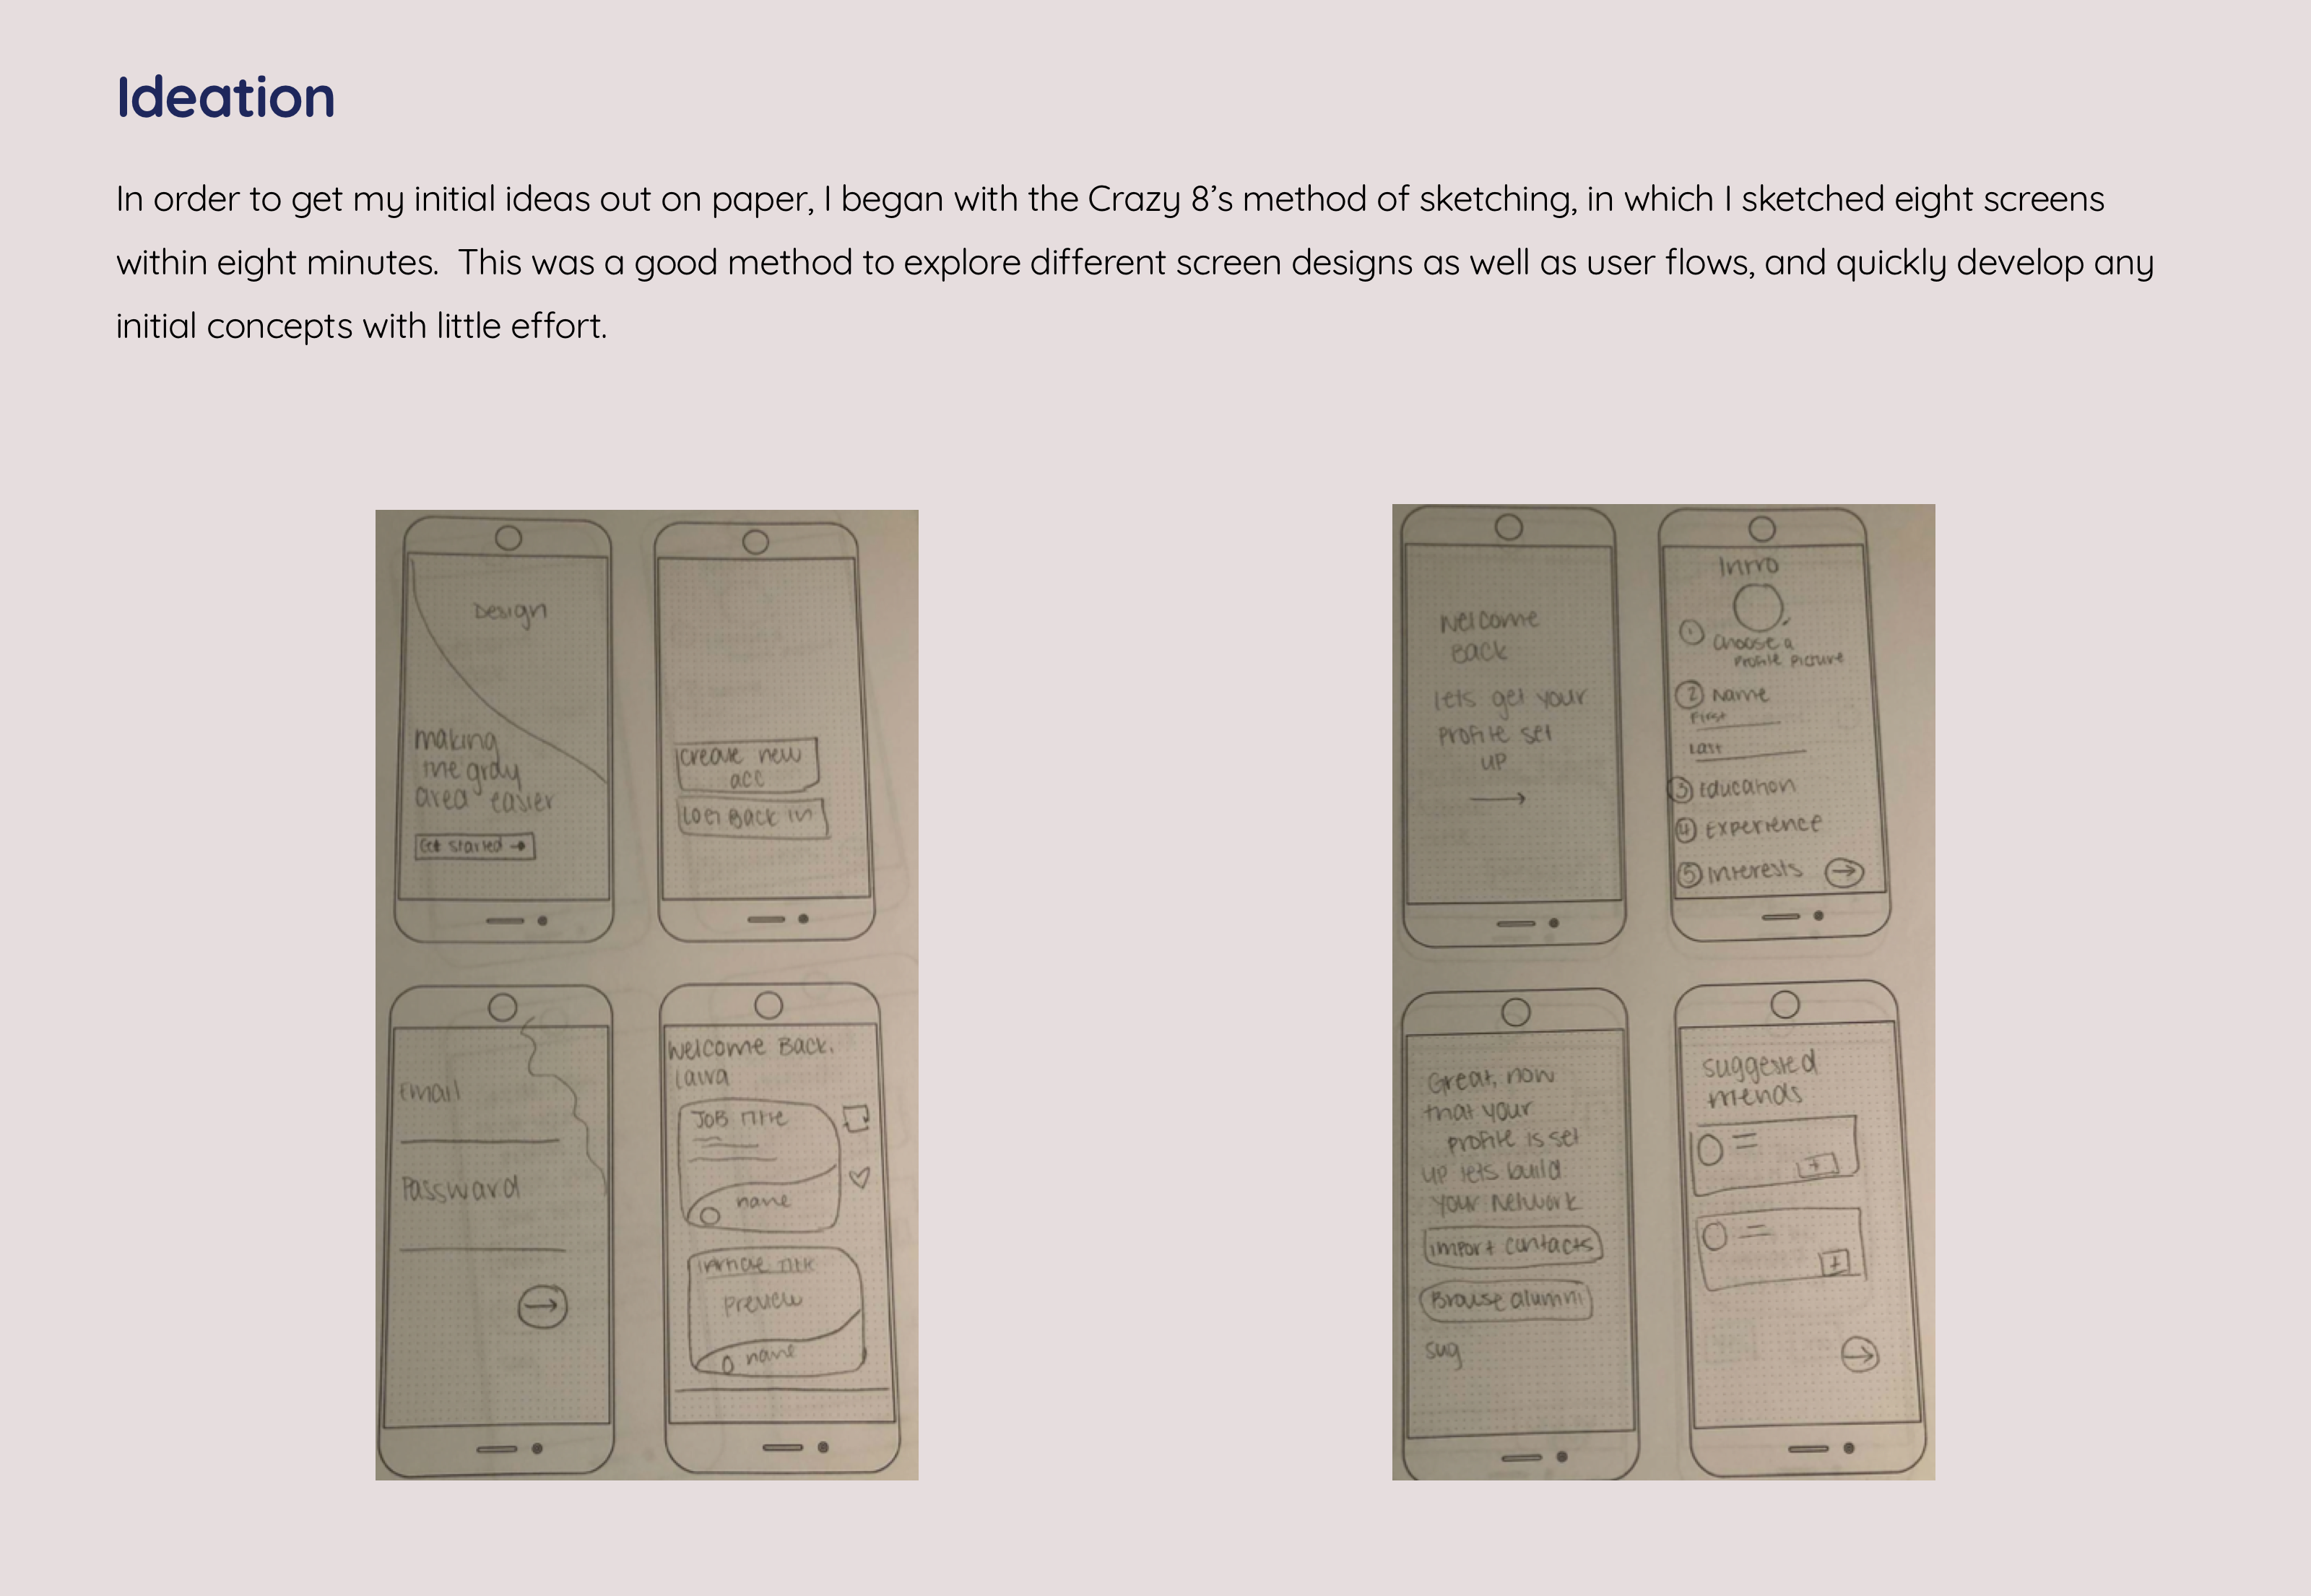 Ideation
In order to get my initial ideas out on paper, I began with the Crazy 8's method of sketching, in which I sketched eight screens
within eight minutes.  This was a good method to explore different screen designs as well as user flows, and quickly develop any
initial concepts with little effort.
Design
making
the gray
area easier
Get started →
create new
acc
Log Back in
Email
Password
→
Welcome Back,
Laura
JOB Title
name
Article Title
Preview
name
Welcome
Back
lets get your
profile set
up
→
Intro
1 Choose a
Profile Picture
2 Name
First
Last
3 Education
4 Experience
5 Interests →
Great, now
that your
profile is set
up lets build
your network
import contacts
Browse alumni
sug
suggested
friends
+
+
→